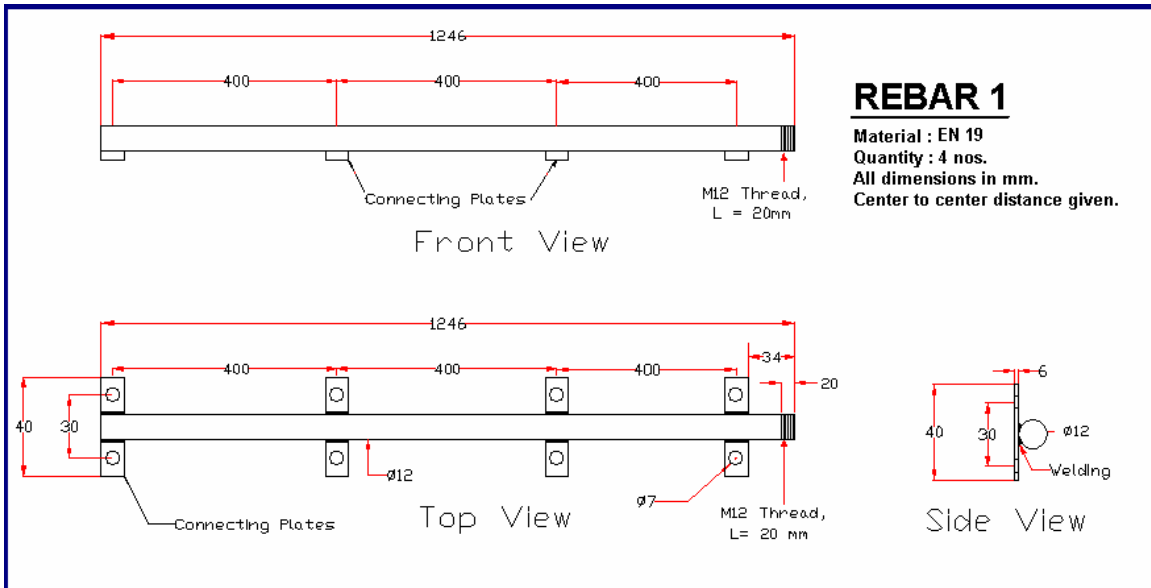 1246
400
400
400
REBAR 1
Material : EN 19
Quantity : 4 nos.
All dimensions in mm.
Center to center distance given.
Connecting Plates
M12 Thread,
L = 20mm
Front View
1246
400
400
400
34
20
40
30
Ø12
Ø7
Connecting Plates
M12 Thread,
L= 20 mm
Top View
6
40
30
Ø12
Welding
Side View